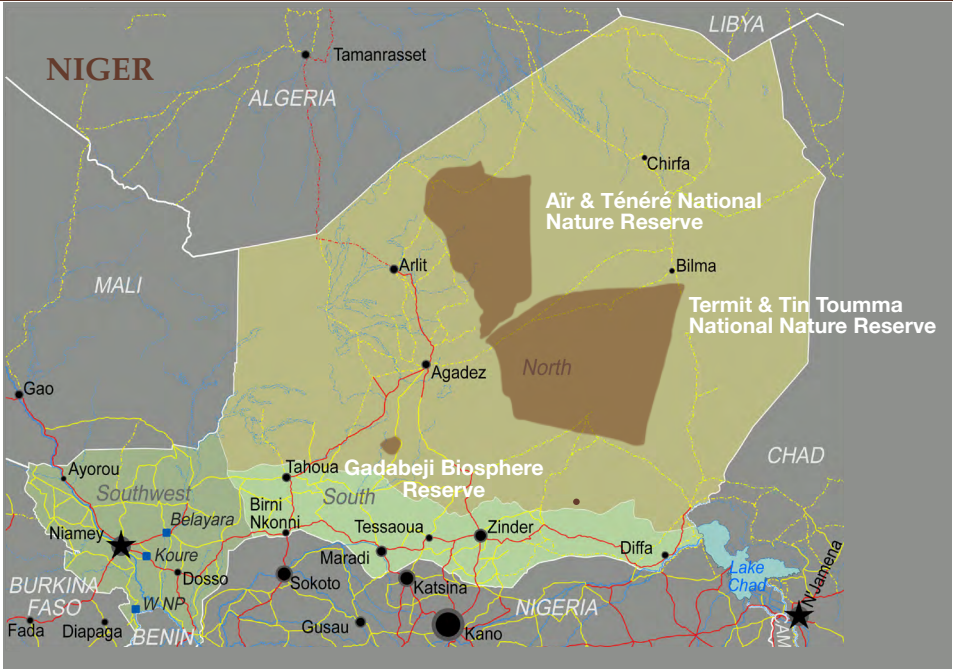 NIGER
LIBYA
Tamanrasset
ALGERIA
Chirfa
Aïr & Ténéré National
Nature Reserve
Arlit
Bilma
MALI
Termit & Tin Toumma
National Nature Reserve
North
Agadez
Gao
CHAD
Ayorou
Tahoua
Gadabeji Biosphere
Reserve
Southwest
South
Birni
Nkonni
Belayara
Niamey
Tessaoua
Zinder
Koure
Maradi
Diffa
Dosso
Sokoto
Katsina
Lake
Chad
N'Jamena
BURKINA
FASO
W NP
NIGERIA
Fada
Diapaga
BENIN
Gusau
Kano
CAM